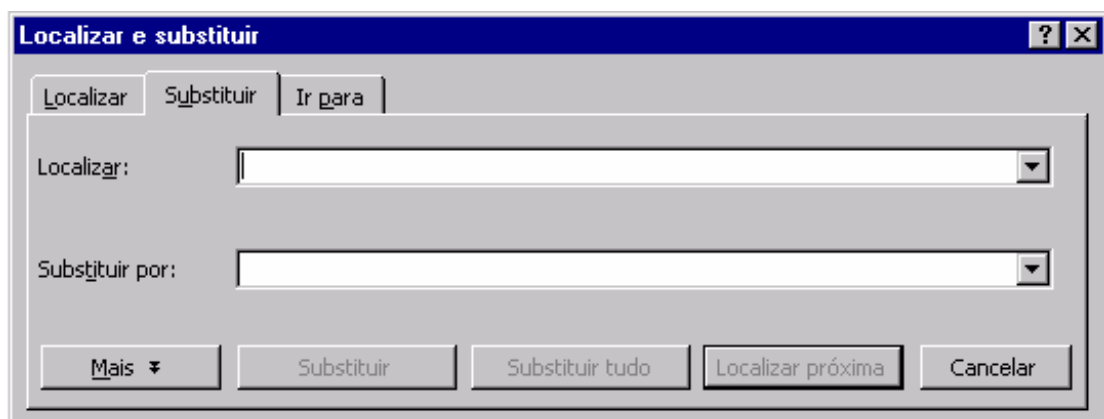 Localizar e substituir
Localizar Substituir Ir para
Localizar:
Substituir por:
Mais Substituir Substituir tudo Localizar próxima Cancelar